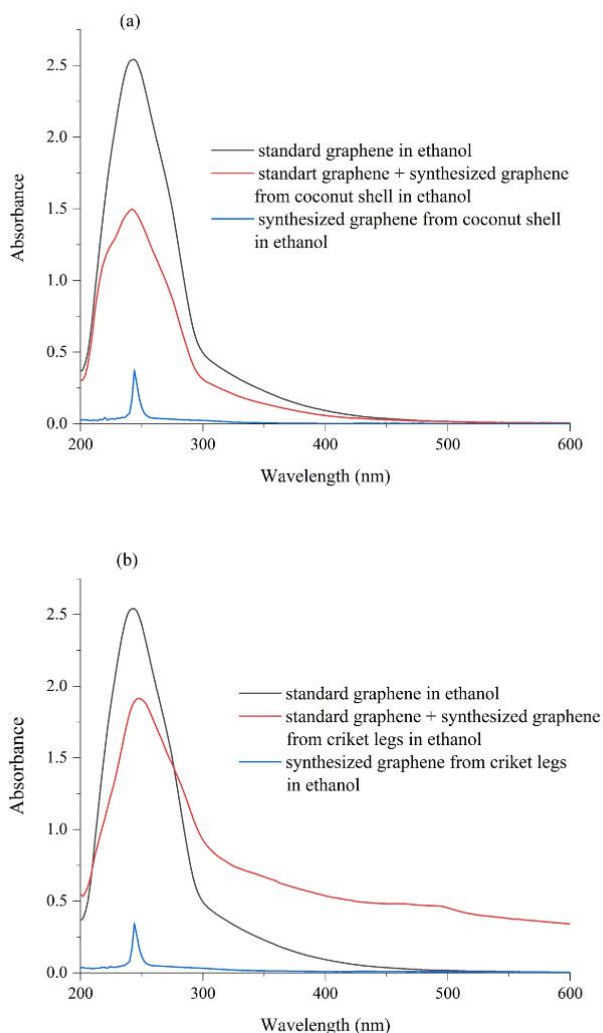 (a)
2.5
2.0
1.5
1.0
0.5
0.0
Absorbance
standard graphene in ethanol
standart graphene + synthesized graphene
from coconut shell in ethanol
synthesized graphene from coconut shell
in ethanol
200 300 400 500 600
Wavelength (nm)
(b)
2.5
2.0
1.5
1.0
0.5
0.0
Absorbance
standard graphene in ethanol
standard graphene + synthesized graphene
from criket legs in ethanol
synthesized graphene from criket legs
in ethanol
200 300 400 500 600
Wavelength (nm)